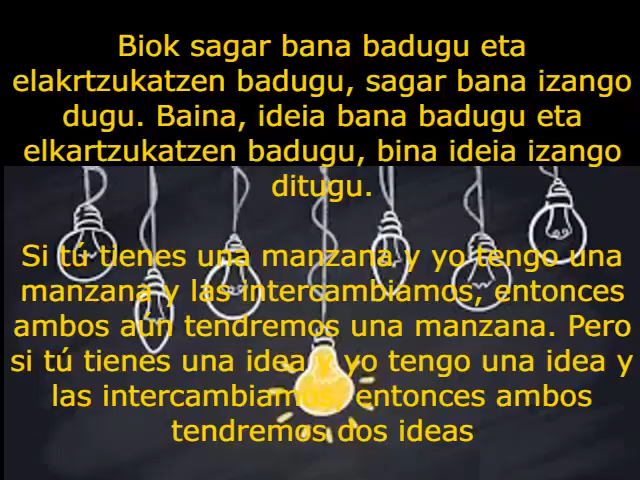 Biok sagar bana badugu eta
elakrtzukatzen badugu, sagar bana izango
dugu. Baina, ideia bana badugu eta
elkartzukatzen badugu, bina ideia izango
ditugu.
Si tú tienes una manzana y yo tengo una
manzana y las intercambiamos, entonces
ambos aún tendremos una manzana. Pero
si tú tienes una idea y yo tengo una idea y
las intercambiamos, entonces ambos
tendremos dos ideas